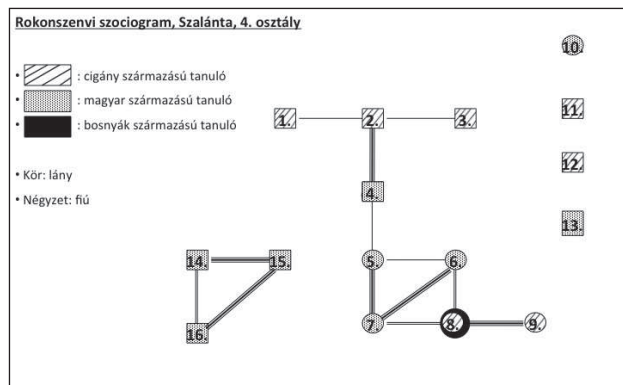 Rokonszenvi szociogram, Szalánta, 4. osztály
• : cigány származású tanuló
• : magyar származású tanuló
• : bosnyák származású tanuló
• Kör: lány
• Négyzet: fiú
10.
11.
1. 2. 3.
12.
4.
13.
14. 15. 5. 6.
16. 7. 8. 9.